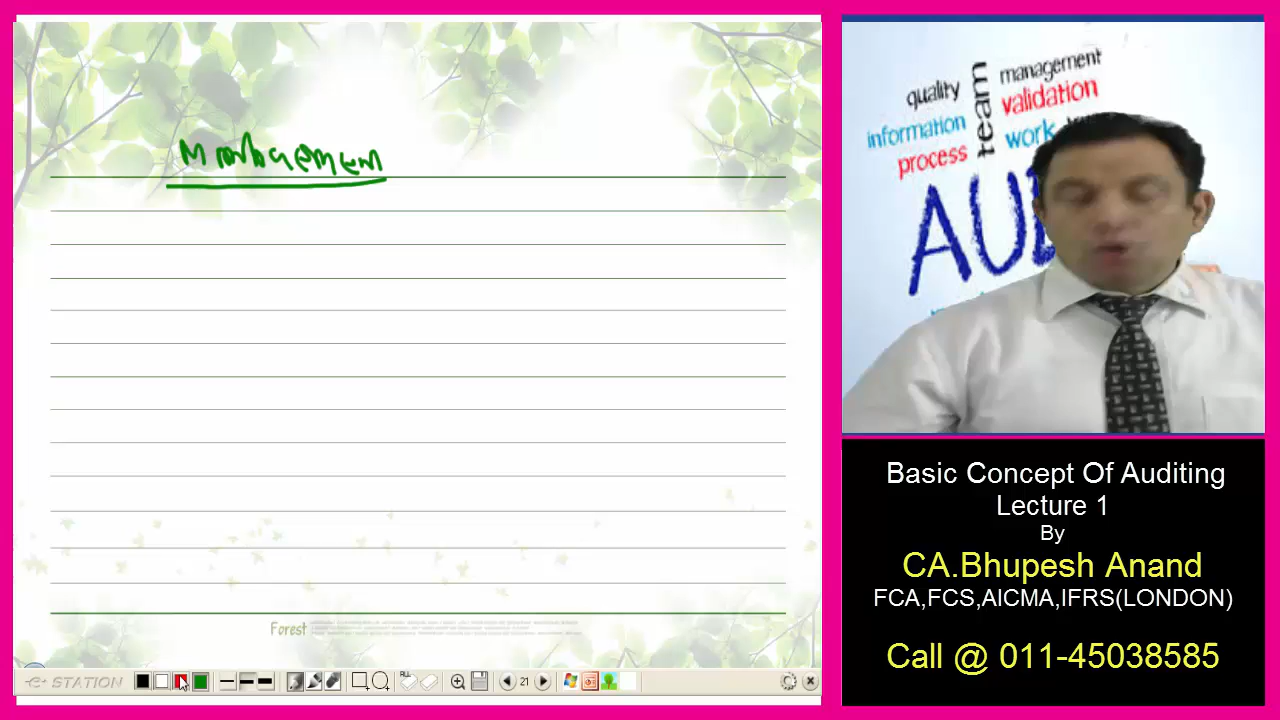 Management
quality
team
management
validation
information
work
process
AUD
Forest
e-STATION
21
Basic Concept Of Auditing
Lecture 1
By
CA.Bhupesh Anand
FCA,FCS,AICMA,IFRS(LONDON)
Call @ 011-45038585